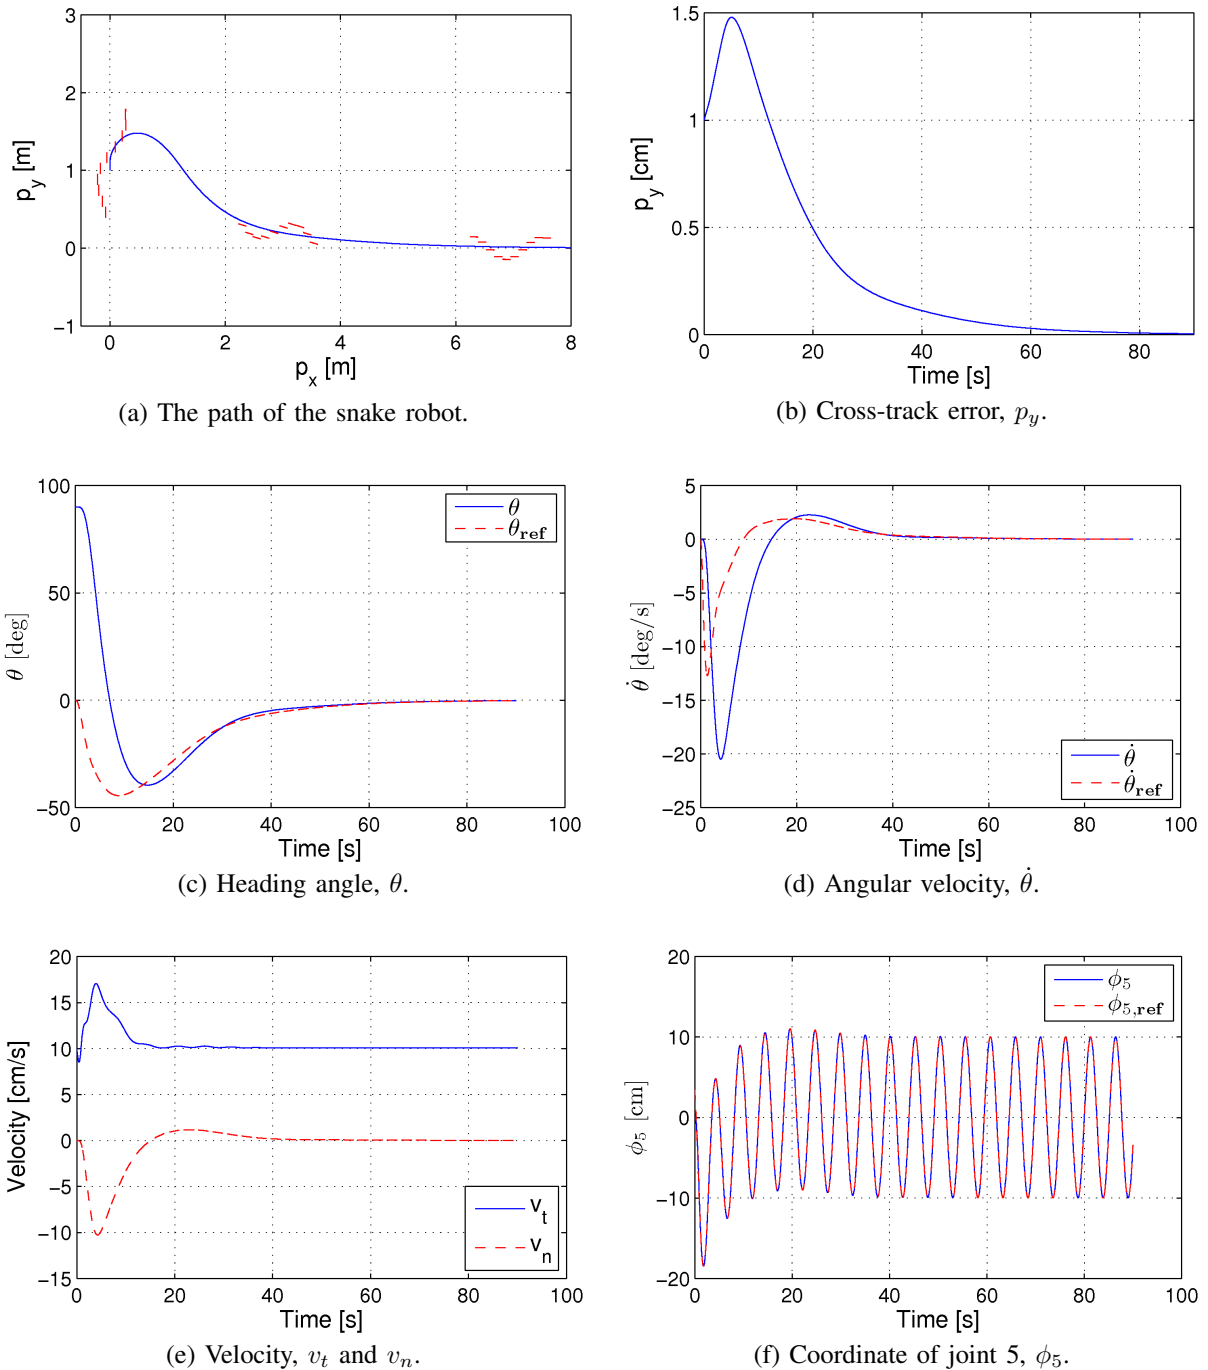 3
2
1
0
−1
0
2
4
6
8
p_y [m]
p_x [m]
(a) The path of the snake robot.
1.5
1
0.5
0
0
20
40
60
80
p_y [cm]
Time [s]
(b) Cross-track error, p_y.
100
50
0
−50
0
20
40
60
80
100
θ
θ_ref
θ [deg]
Time [s]
(c) Heading angle, θ.
5
0
−5
−10
−15
−20
−25
0
20
40
60
80
100
θ̇
θ̇_ref
θ̇ [deg/s]
Time [s]
(d) Angular velocity, θ̇.
20
15
10
5
0
−5
−10
−15
0
20
40
60
80
100
v_t
v_n
Velocity [cm/s]
Time [s]
(e) Velocity, v_t and v_n.
20
10
0
−10
−20
0
20
40
60
80
100
ϕ_5
ϕ_5,ref
ϕ_5 [cm]
Time [s]
(f) Coordinate of joint 5, ϕ_5.